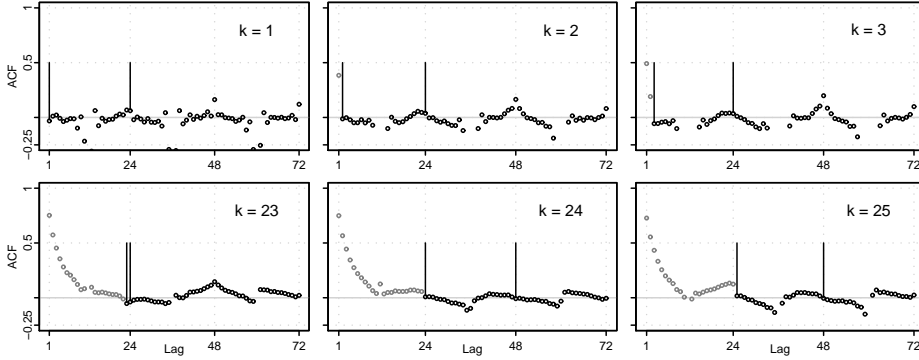 k = 1
k = 2
k = 3
ACF
1
0.5
−0.25
1 24 48 72
1 24 48 72
1 24 48 72
k = 23
k = 24
k = 25
ACF
1
0.5
−0.25
1 24 48 72
1 24 48 72
1 24 48 72
Lag
Lag
Lag